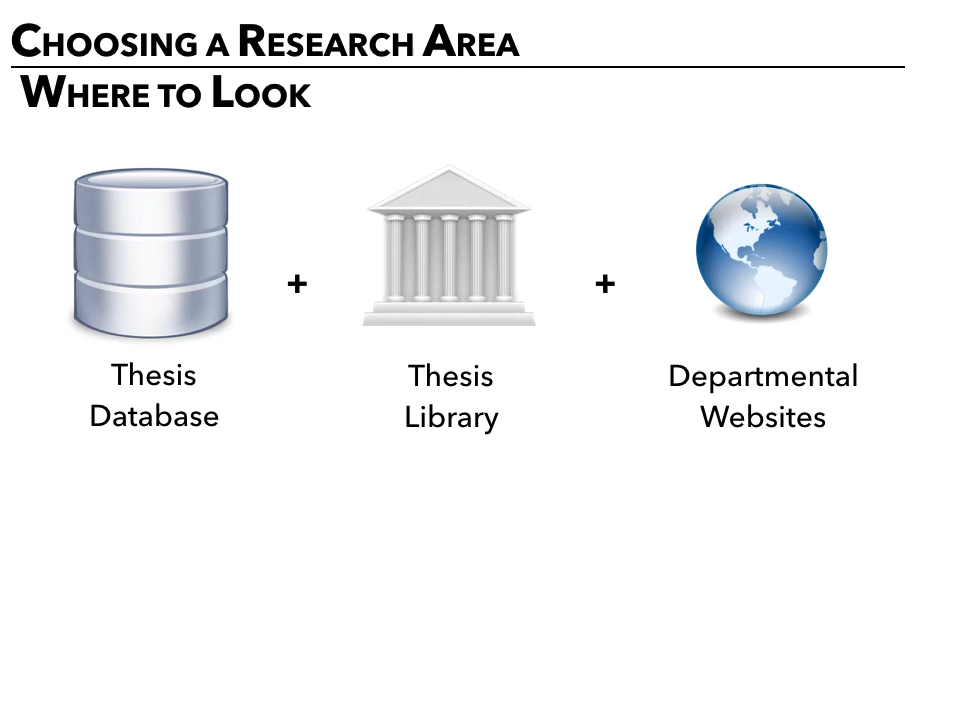 Choosing a Research Area
Where to Look
+
+
Thesis
Database
Thesis
Library
Departmental
Websites